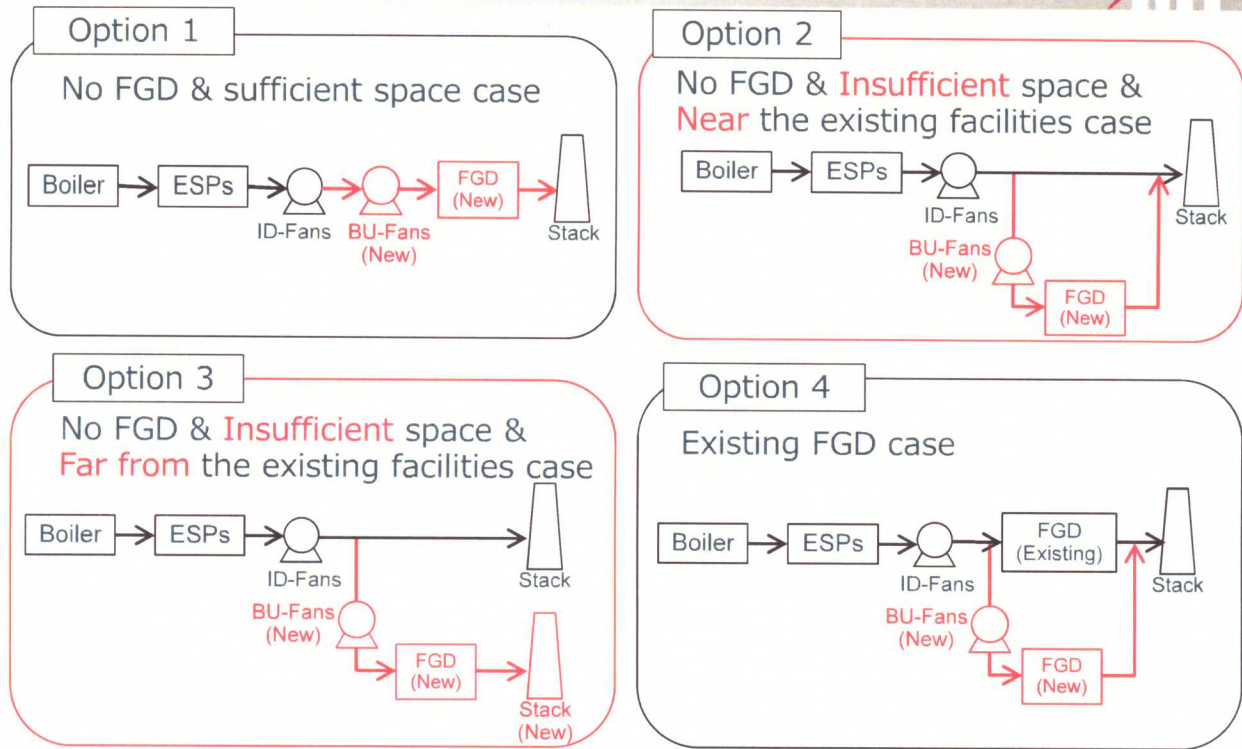 Option 1
No FGD & sufficient space case
Boiler
ESPs
ID-Fans
BU-Fans
(New)
FGD
(New)
Stack
Option 2
No FGD & Insufficient space &
Near the existing facilities case
Boiler
ESPs
ID-Fans
BU-Fans
(New)
FGD
(New)
Stack
Option 3
No FGD & Insufficient space &
Far from the existing facilities case
Boiler
ESPs
ID-Fans
Stack
BU-Fans
(New)
FGD
(New)
Stack
(New)
Option 4
Existing FGD case
Boiler
ESPs
ID-Fans
FGD
(Existing)
Stack
BU-Fans
(New)
FGD
(New)